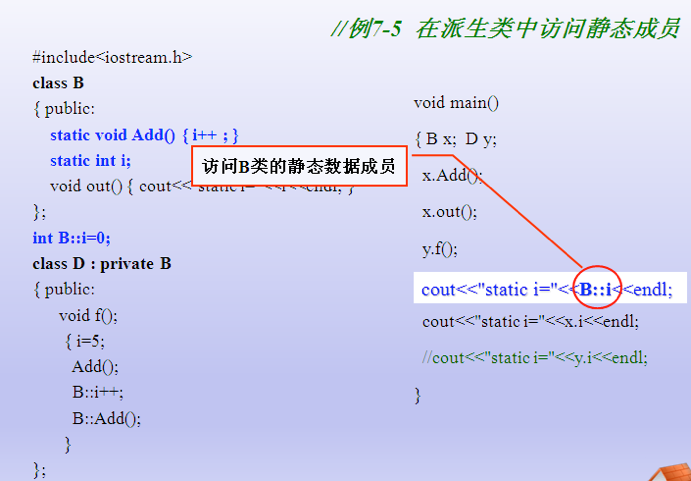 //例7-5 在派生类中访问静态成员
#include<iostream.h>
class B
{ public:
static void Add() { i++ ; }
static int i;
void out() { cout<< static i= <<i<<endl; }
};
int B::i=0;
class D : private B
{ public:
void f();
{ i=5;
Add();
B::i++;
B::Add();
}
};
访问B类的静态数据成员
void main()
{ B x; D y;
x.Add();
x.out();
y.f();
cout<<"static i="<<B::i<<endl;
cout<<"static i="<<x.i<<endl;
//cout<<"static i="<<y.i<<endl;
}